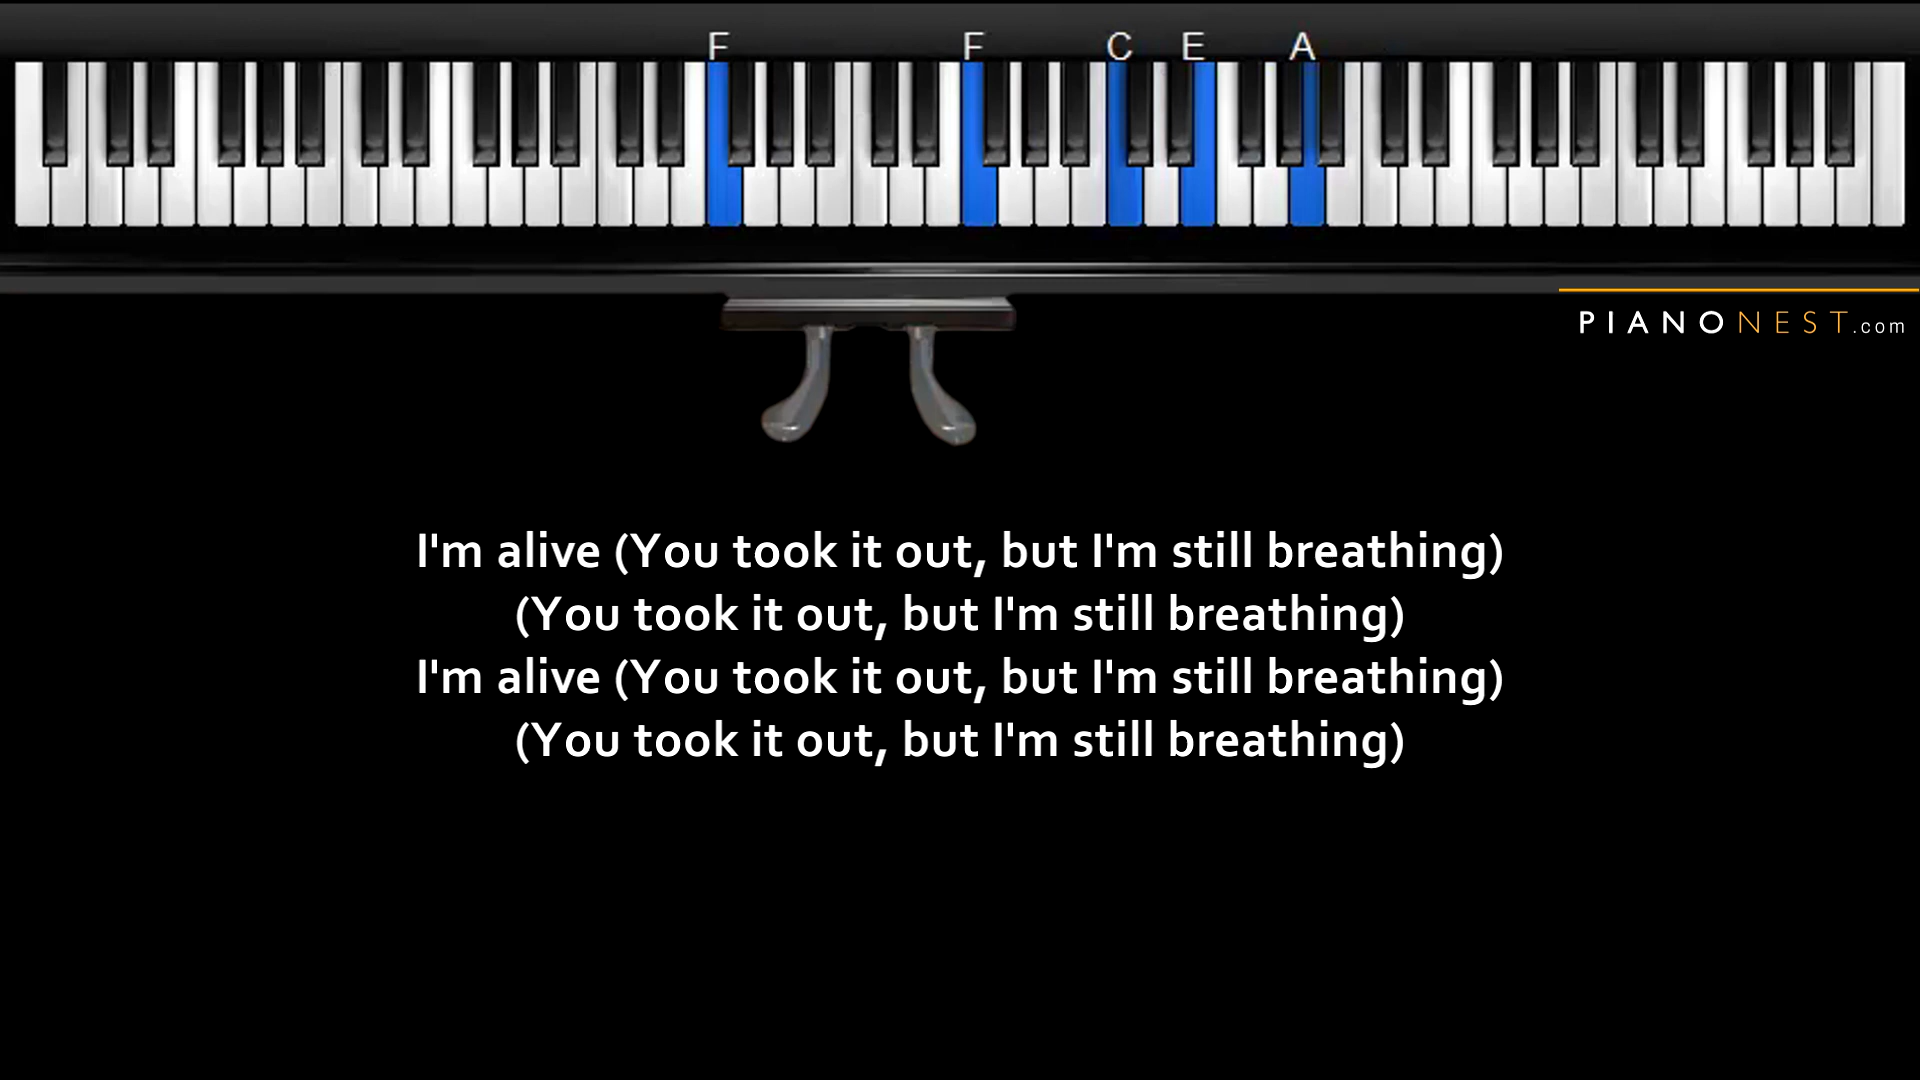 F F C E A
PIANONEST.com
I'm alive (You took it out, but I'm still breathing)
(You took it out, but I'm still breathing)
I'm alive (You took it out, but I'm still breathing)
(You took it out, but I'm still breathing)